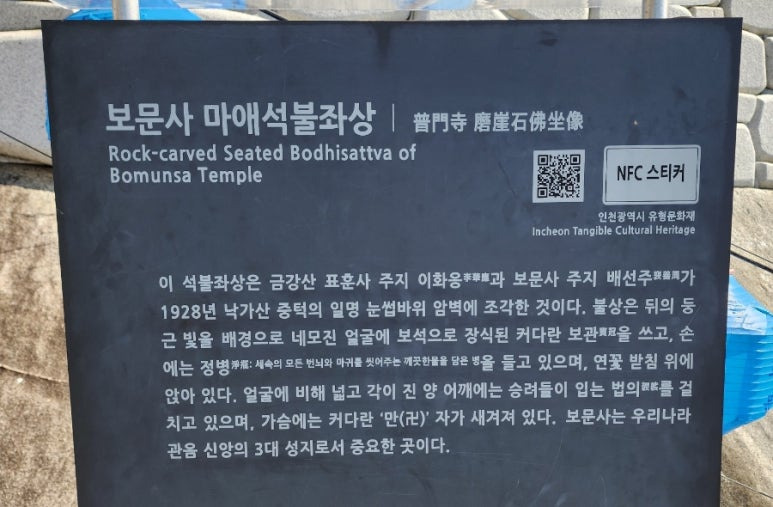 보문사 마애석불좌상 | 普門寺 磨崖石佛坐像
Rock-carved Seated Bodhisattva of
Bomunsa Temple
NFC 스티커
인천광역시 유형문화재
Incheon Tangible Cultural Heritage
이 석불좌상은 금강산 표훈사 주지 이화응李華應과 보문사 주지 배선주裵善周가
1928년 낙가산 중턱의 일명 눈썹바위 암벽에 조각한 것이다. 불상은 뒤의 둥
근 빛을 배경으로 네모진 얼굴에 보석으로 장식된 커다란 보관寶冠을 쓰고, 손
에는 정병淨甁: 세속의 모든 번뇌와 마귀를 씻어주는 깨끗한물을 담은 병을 들고 있으며, 연꽃 받침 위에
앉아 있다. 얼굴에 비해 넓고 각이 진 양 어깨에는 승려들이 입는 법의法衣를 걸
치고 있으며, 가슴에는 커다란 ‘만(卍)’ 자가 새겨져 있다. 보문사는 우리나라
관음 신앙의 3대 성지로서 중요한 곳이다.